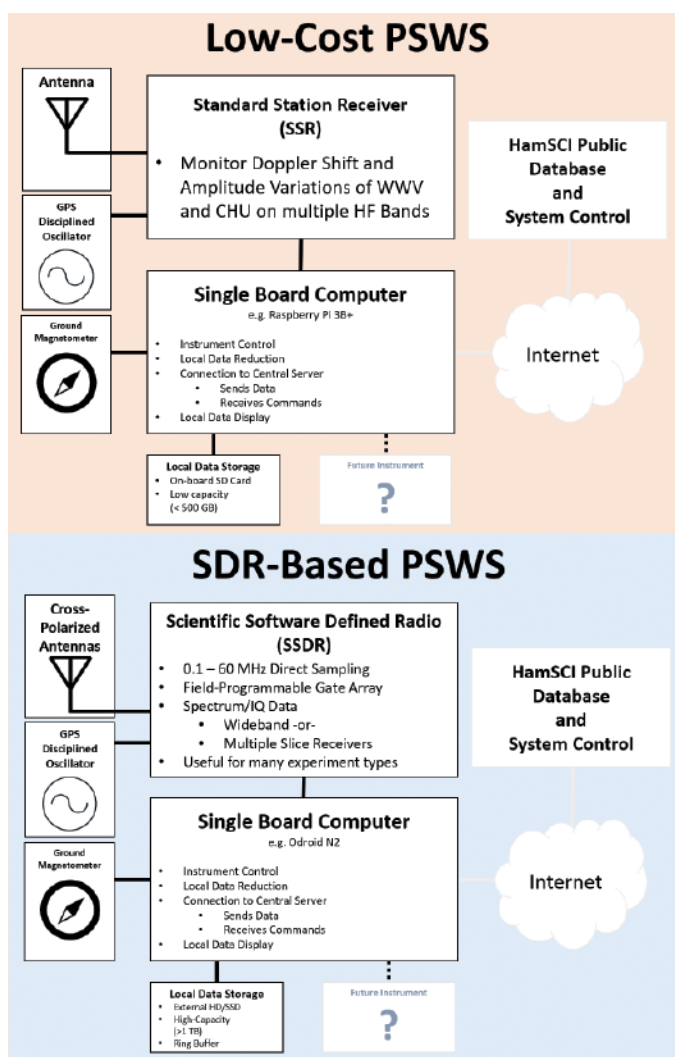 Low-Cost PSWS
Antenna
Standard Station Receiver
(SSR)
• Monitor Doppler Shift and
Amplitude Variations of WWV
and CHU on multiple HF Bands
HamSCI Public
Database
and
System Control
GPS
Disciplined
Oscillator
Single Board Computer
e.g. Raspberry Pi 3B+
• Instrument Control
• Local Data Reduction
• Connection to Central Server
• Sends Data
• Receives Commands
• Local Data Display
Ground
Magnetometer
Internet
Local Data Storage
• On-board SD Card
• Low capacity
(< 500 GB)
Future Instrument
?
SDR-Based PSWS
Cross-
Polarized
Antennas
Scientific Software Defined Radio
(SSDR)
• 0.1 – 60 MHz Direct Sampling
• Field-Programmable Gate Array
• Spectrum/IQ Data
• Wideband -or-
• Multiple Slice Receivers
• Useful for many experiment types
HamSCI Public
Database
and
System Control
GPS
Disciplined
Oscillator
Single Board Computer
e.g. Odroid N2
• Instrument Control
• Local Data Reduction
• Connection to Central Server
• Sends Data
• Receives Commands
• Local Data Display
Ground
Magnetometer
Internet
Local Data Storage
• External HD/SSD
• High-Capacity
(>1 TB)
• Ring Buffer
Future Instrument
?